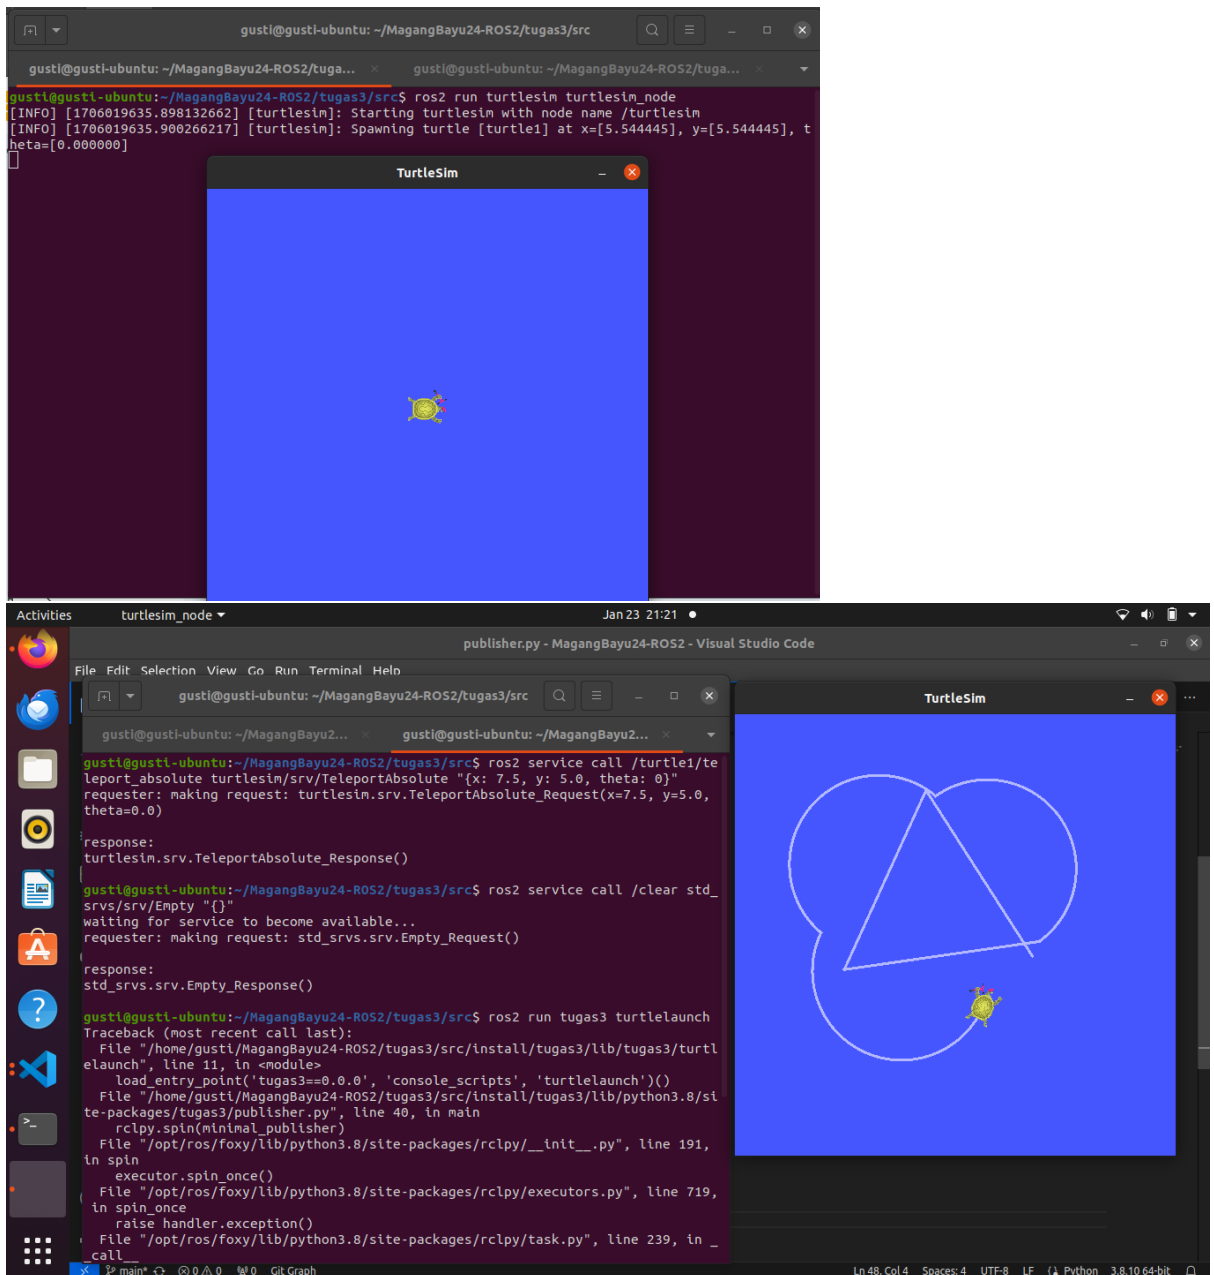 gusti@gusti-ubuntu: ~/MagangBayu24-ROS2/tugas3/src
gusti@gusti-ubuntu: ~/MagangBayu24-ROS2/tuga...
gusti@gusti-ubuntu: ~/MagangBayu24-ROS2/tuga...
gusti@gusti-ubuntu:~/MagangBayu24-ROS2/tugas3/src$ ros2 run turtlesim turtlesim_node
[INFO] [1706019635.898132662] [turtlesim]: Starting turtlesim with node name /turtlesim
[INFO] [1706019635.900266217] [turtlesim]: Spawning turtle [turtle1] at x=[5.544445], y=[5.544445], t
heta=[0.000000]
TurtleSim
Activities
turtlesim_node
Jan 23 21:21
publisher.py - MagangBayu24-ROS2 - Visual Studio Code
File Edit Selection View Go Run Terminal Help
gusti@gusti-ubuntu: ~/MagangBayu24-ROS2/tugas3/src
TurtleSim
gusti@gusti-ubuntu: ~/MagangBayu2...
gusti@gusti-ubuntu: ~/MagangBayu2...
gusti@gusti-ubuntu:~/MagangBayu24-ROS2/tugas3/src$ ros2 service call /turtle1/te
leport_absolute turtlesim/srv/TeleportAbsolute "{x: 7.5, y: 5.0, theta: 0}"
requester: making request: turtlesim.srv.TeleportAbsolute_Request(x=7.5, y=5.0,
theta=0.0)
response:
turtlesim.srv.TeleportAbsolute_Response()
gusti@gusti-ubuntu:~/MagangBayu24-ROS2/tugas3/src$ ros2 service call /clear std_
srvs/srv/Empty "{}"
waiting for service to become available...
requester: making request: std_srvs.srv.Empty_Request()
response:
std_srvs.srv.Empty_Response()
gusti@gusti-ubuntu:~/MagangBayu24-ROS2/tugas3/src$ ros2 run tugas3 turtlelaunch
Traceback (most recent call last):
File "/home/gusti/MagangBayu24-ROS2/tugas3/src/install/tugas3/lib/tugas3/turtl
elaunch", line 11, in <module>
load_entry_point('tugas3==0.0.0', 'console_scripts', 'turtlelaunch')()
File "/home/gusti/MagangBayu24-ROS2/tugas3/src/install/tugas3/lib/python3.8/si
te-packages/tugas3/publisher.py", line 40, in main
rclpy.spin(minimal_publisher)
File "/opt/ros/foxy/lib/python3.8/site-packages/rclpy/__init__.py", line 191,
in spin
executor.spin_once()
File "/opt/ros/foxy/lib/python3.8/site-packages/rclpy/executors.py", line 719,
in spin_once
raise handler.exception()
File "/opt/ros/foxy/lib/python3.8/site-packages/rclpy/task.py", line 239, in _
_call__
main* 0 0 0 Git Graph
Ln 48, Col 4 Spaces: 4 UTF-8 LF Python 3.8.10 64-bit